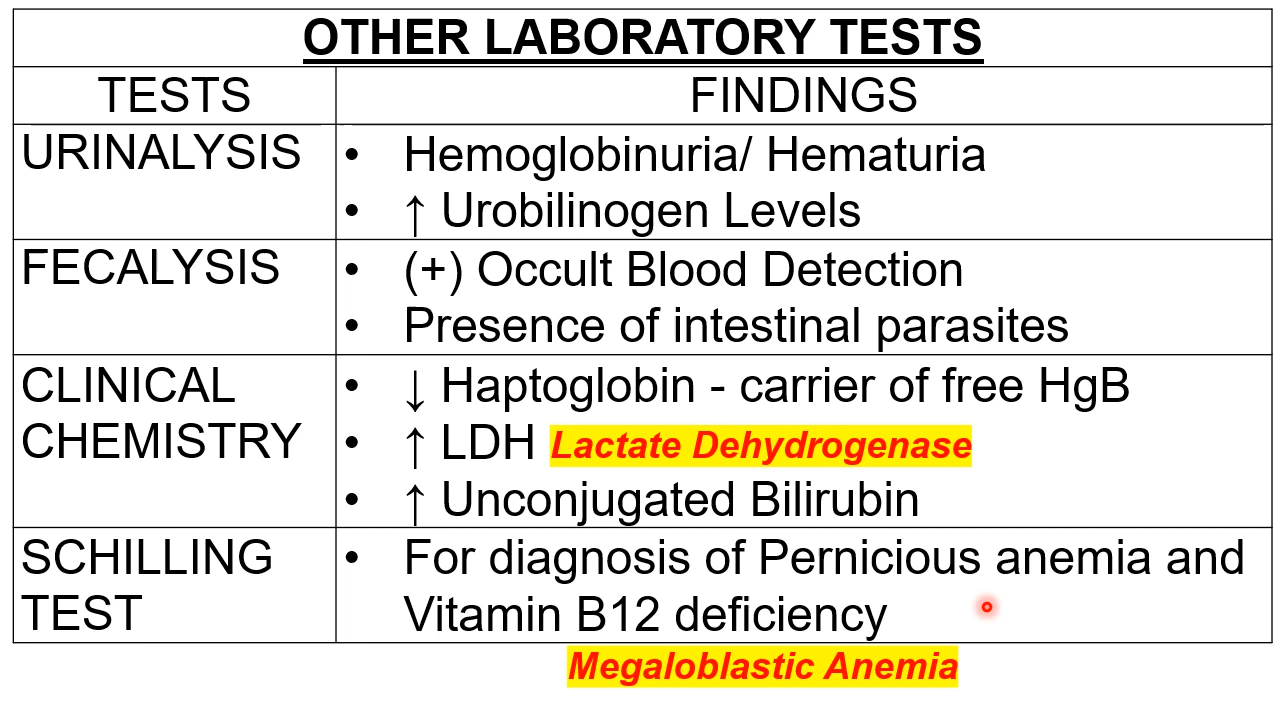 OTHER LABORATORY TESTS
TESTS
FINDINGS
URINALYSIS
• Hemoglobinuria/ Hematuria
• ↑ Urobilinogen Levels
FECALYSIS
• (+) Occult Blood Detection
• Presence of intestinal parasites
CLINICAL
CHEMISTRY
• ↓ Haptoglobin - carrier of free HgB
• ↑ LDH Lactate Dehydrogenase
• ↑ Unconjugated Bilirubin
SCHILLING
TEST
• For diagnosis of Pernicious anemia and
Vitamin B12 deficiency
Megaloblastic Anemia